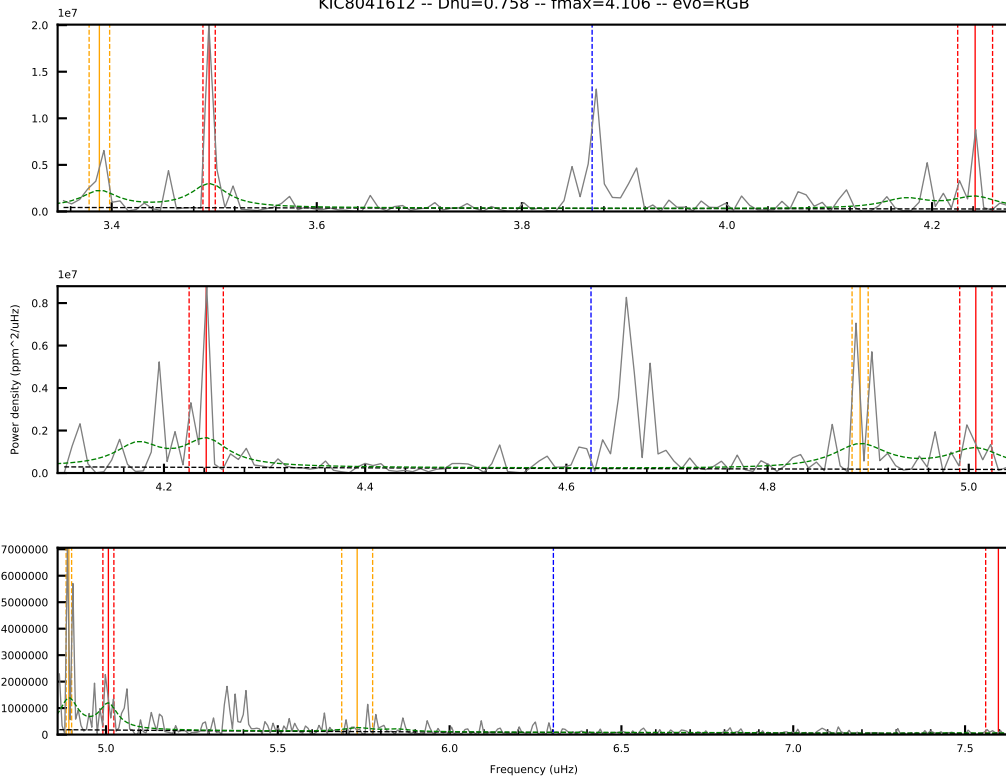 KIC8041612 -- Dnu=0.758 -- fmax=4.106 -- evo=RGB
1e7
2.0
1.5
1.0
0.5
0.0
3.4 3.6 3.8 4.0 4.2
1e7
0.8
0.6
0.4
0.2
0.0
Power density (ppm^2/uHz)
4.2 4.4 4.6 4.8 5.0
7000000
6000000
5000000
4000000
3000000
2000000
1000000
0
5.0 5.5 6.0 6.5 7.0 7.5
Frequency (uHz)